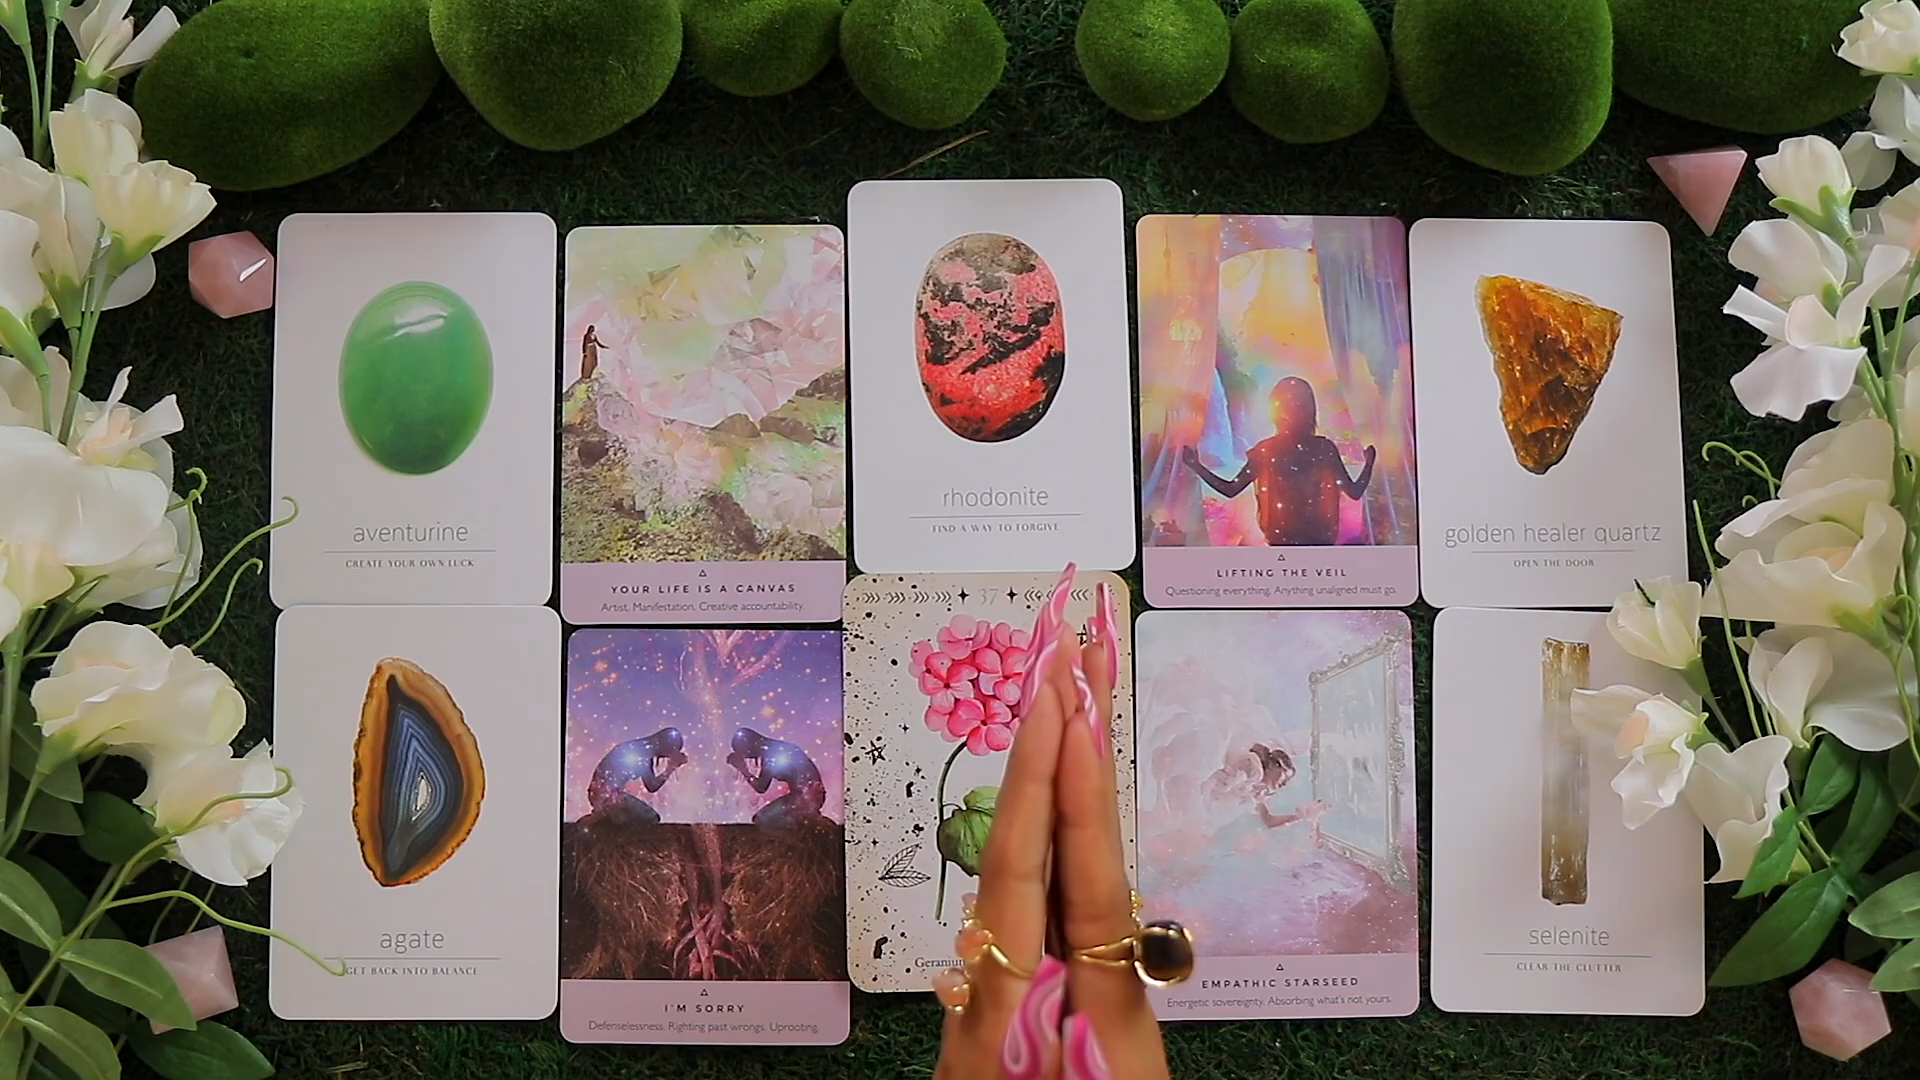 aventurine
CREATE YOUR OWN LUCK
YOUR LIFE IS A CANVAS
Artist. Manifestation. Creative accountability.
rhodonite
FIND A WAY TO FORGIVE
LIFTING THE VEIL
Questioning everything. Anything unaligned must go.
golden healer quartz
OPEN THE DOOR
agate
GET BACK INTO BALANCE
I'M SORRY
Defenselessness. Righting past wrongs. Uprooting.
37
Geranium
EMPATHIC STARSEED
Energetic sovereignty. Absorbing what's not yours.
selenite
CLEAR THE CLUTTER